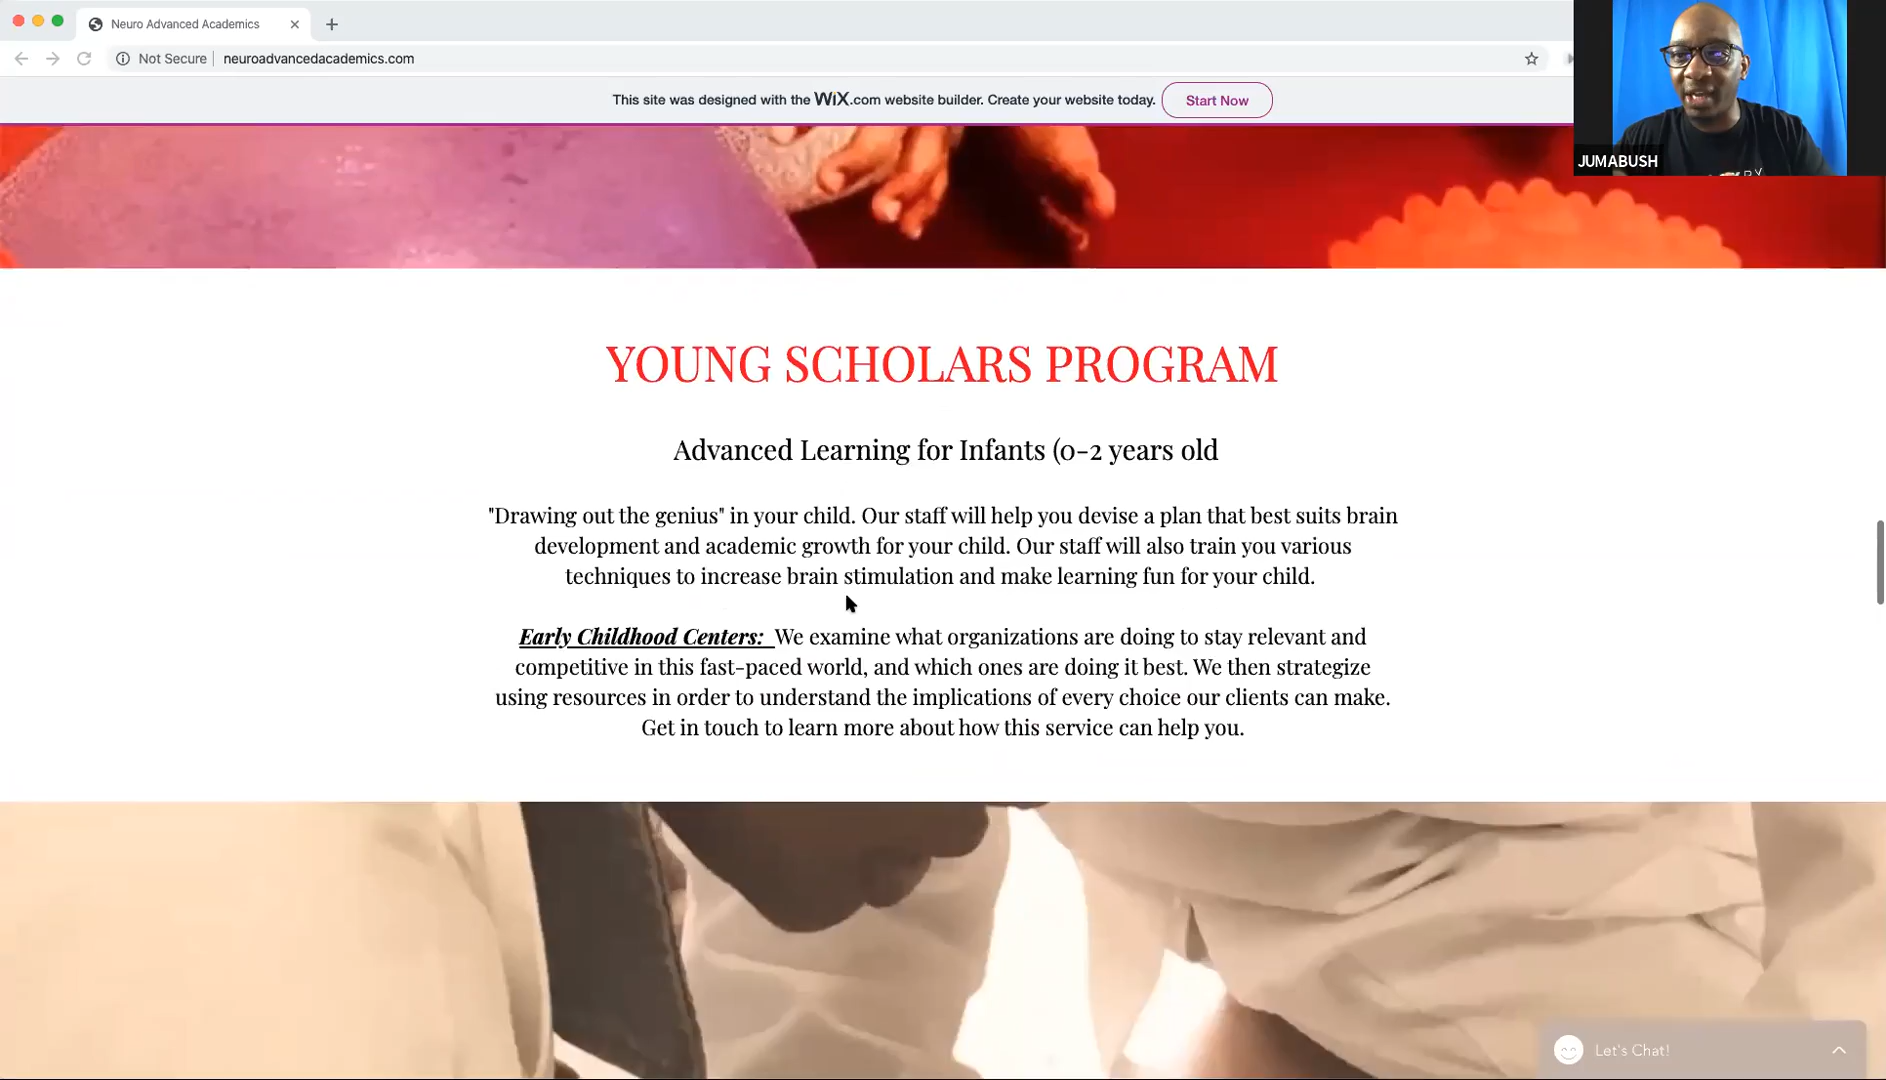 Neuro Advanced Academics
Not Secure
neuroadvancedacademics.com
This site was designed with the WiX.com website builder. Create your website today.
Start Now
JUMABUSH
YOUNG SCHOLARS PROGRAM
Advanced Learning for Infants (0-2 years old
"Drawing out the genius" in your child. Our staff will help you devise a plan that best suits brain
development and academic growth for your child. Our staff will also train you various
techniques to increase brain stimulation and make learning fun for your child.
Early Childhood Centers: We examine what organizations are doing to stay relevant and
competitive in this fast-paced world, and which ones are doing it best. We then strategize
using resources in order to understand the implications of every choice our clients can make.
Get in touch to learn more about how this service can help you.
Let's Chat!